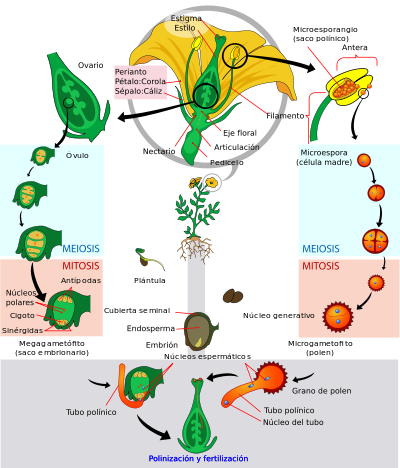 Estigma
Estilo
Microesporangio
(saco polínico)
Antera
Ovario
Perianto
Pétalo:Corola
Sépalo:Cáliz
Filamento
Eje floral
Articulación
Nectario
Pedicelo
Microespora
(célula madre)
Ovulo
MEIOSIS
MEIOSIS
MITOSIS
MITOSIS
Antipodas
Plántula
Núcleos
polares
Cigoto
Sinérgidas
Cubierta seminal
Núcleo generativo
Endosperma
Embrión
Megagametófito
(saco embrionario)
Microgametofito
(polen)
Núcleos espermáticos
Grano de polen
Tubo polínico
Tubo polínico
Núcleo del tubo
Polinización y fertilización